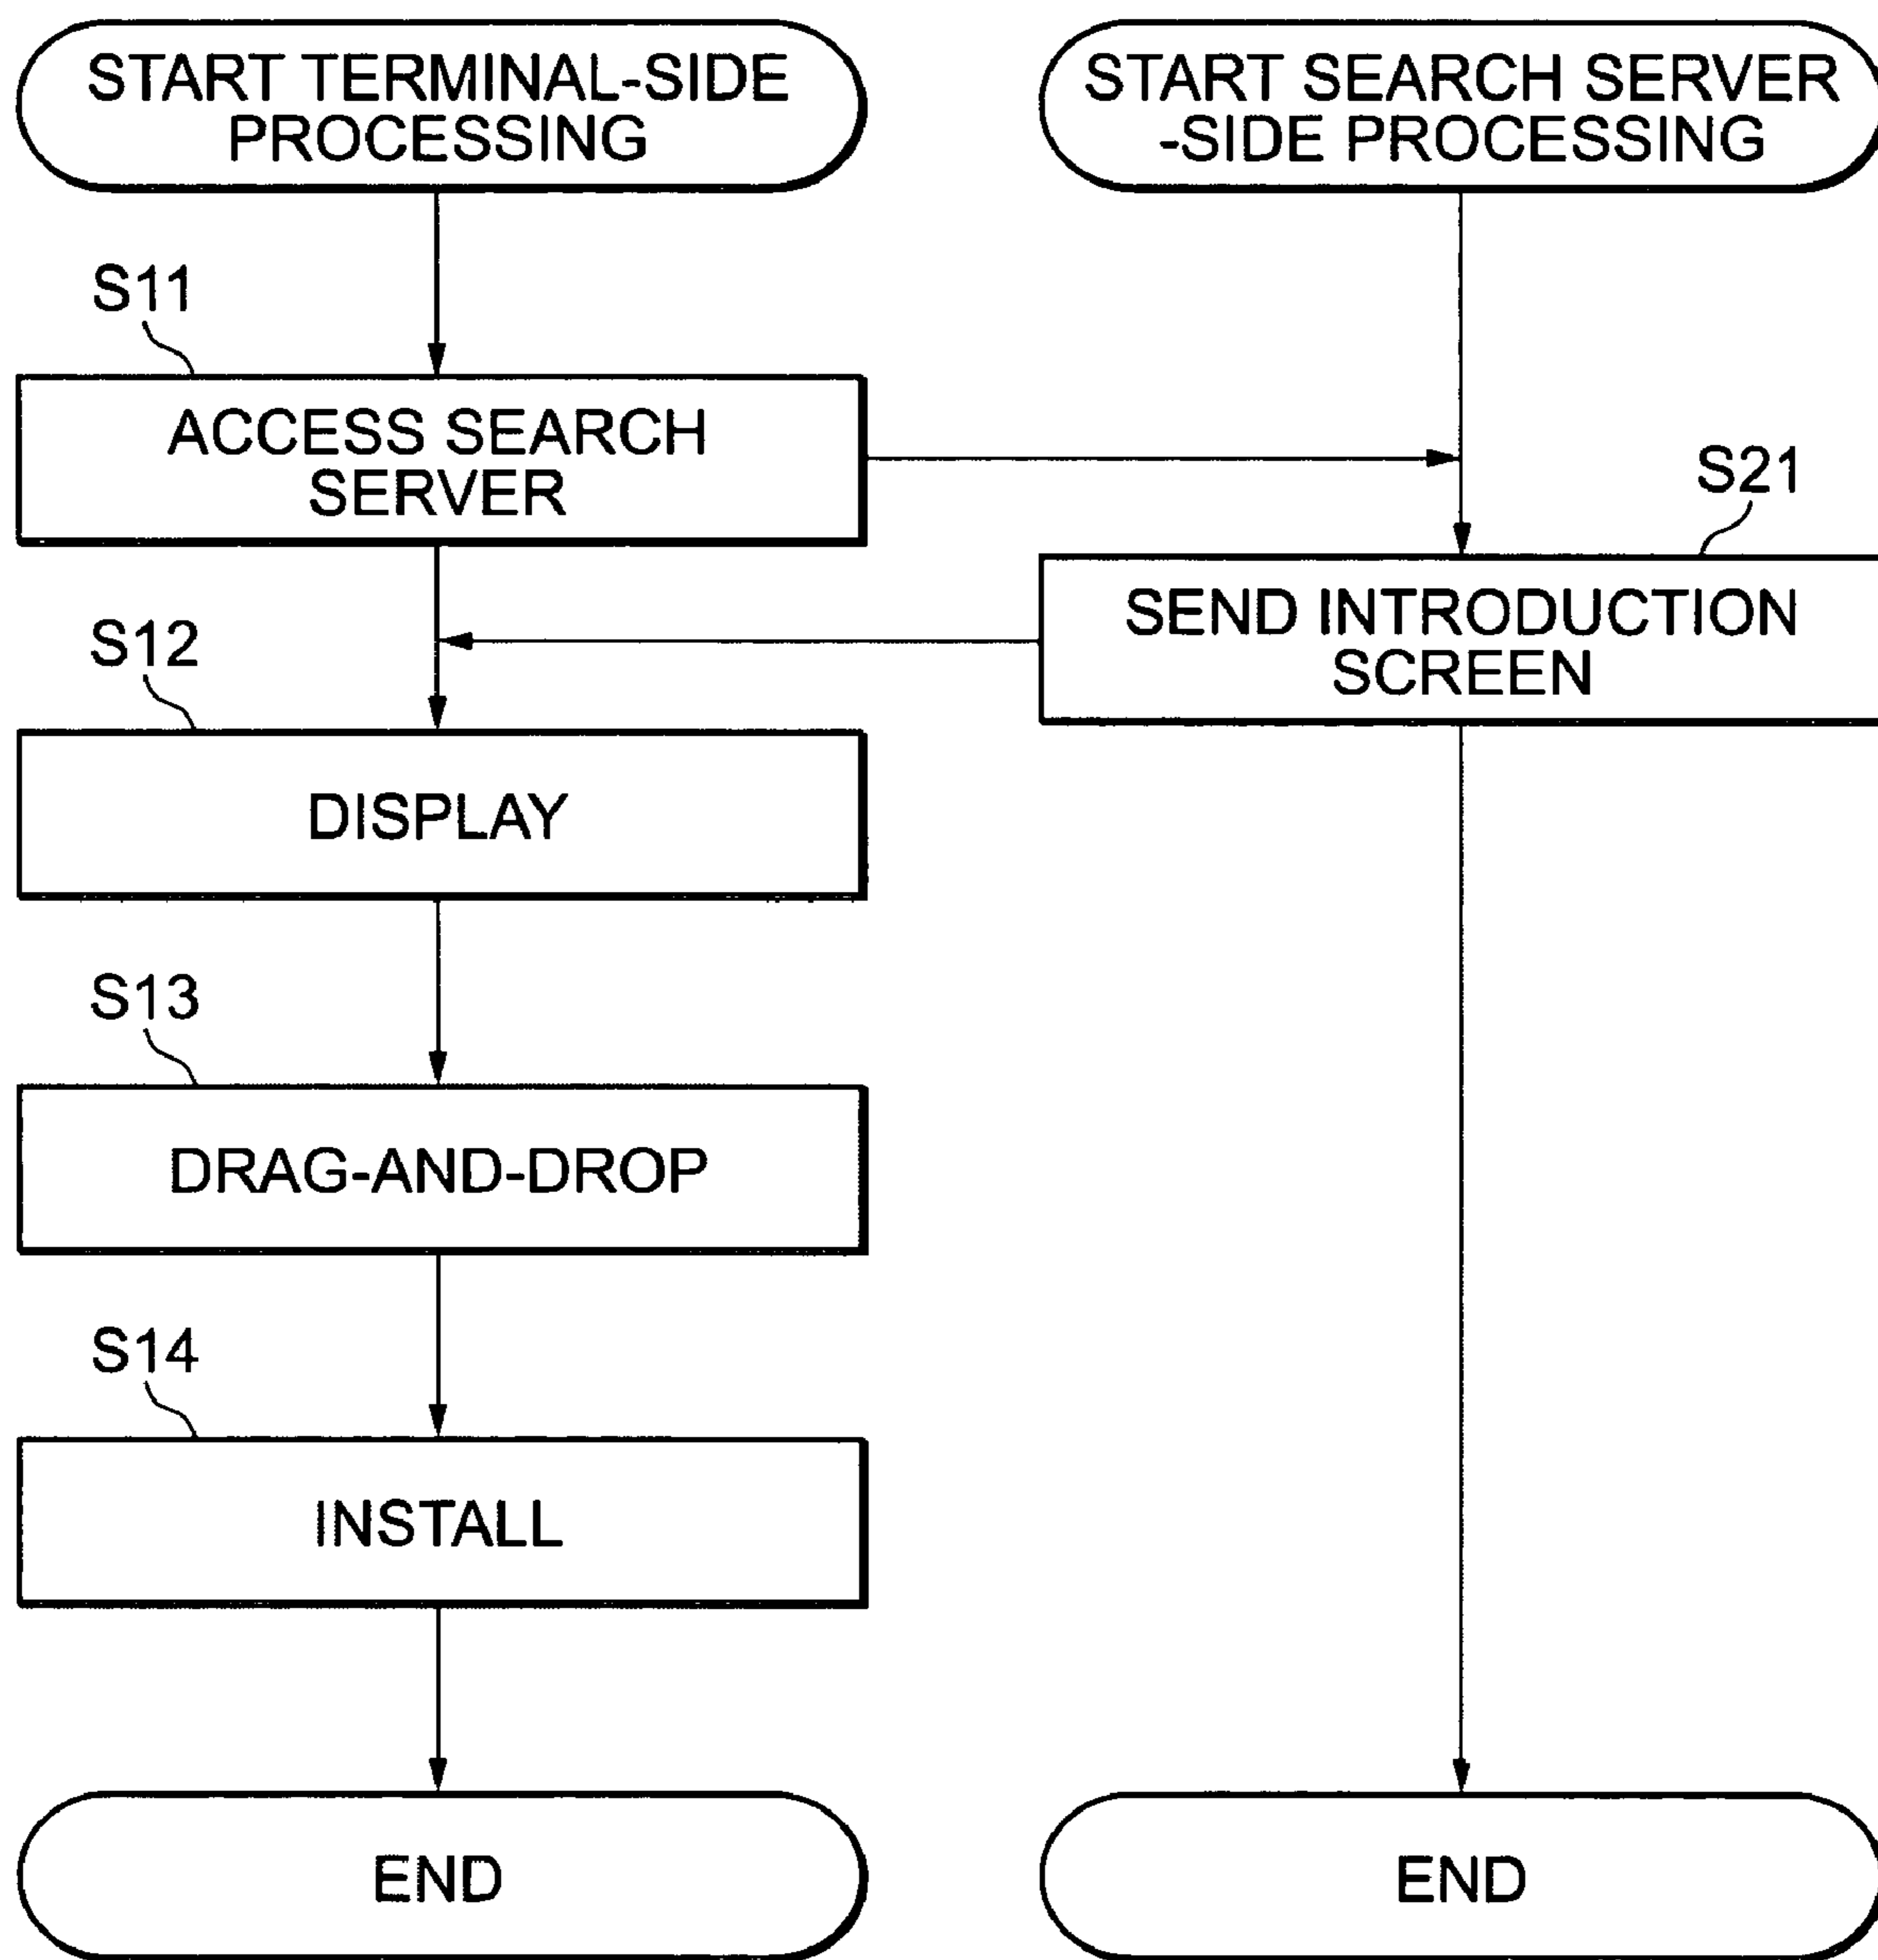 START TERMINAL-SIDE
PROCESSING
START SEARCH SERVER
-SIDE PROCESSING
S11
ACCESS SEARCH
SERVER
S21
SEND INTRODUCTION
SCREEN
S12
DISPLAY
S13
DRAG-AND-DROP
S14
INSTALL
END
END